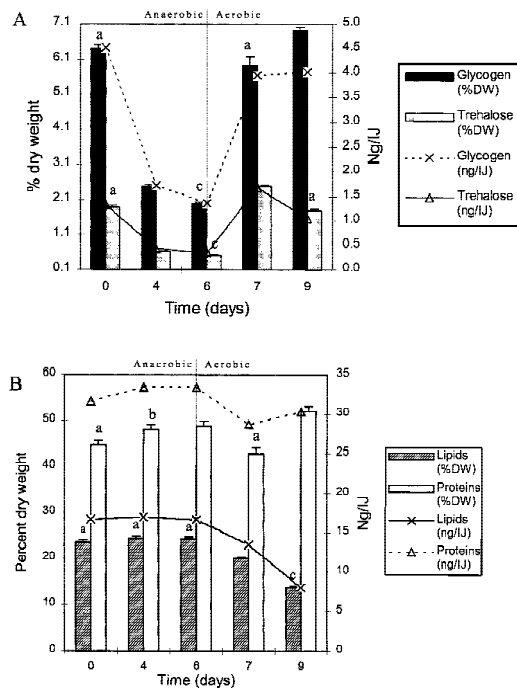 A
Anaerobic Aerobic
7.1
6.1
5.1
4.1
3.1
2.1
1.1
0.1
% dry weight
5.0
4.5
4.0
3.5
3.0
2.5
2.0
1.5
1.0
0.5
0.0
Ng/IJ
a
a
a
c
c
a
0 4 6 7 9
Time (days)
Glycogen
(%DW)
Trehalose
(%DW)
Glycogen
(ng/IJ)
Trehalose
(ng/IJ)
B
Anaerobic Aerobic
60
50
40
30
20
10
0
Percent dry weight
35
30
25
20
15
10
5
0
Ng/IJ
a
b
a
a
a
a
c
0 4 6 7 9
Time (days)
Lipids
(%DW)
Proteins
(%DW)
Lipids
(ng/IJ)
Proteins
(ng/IJ)